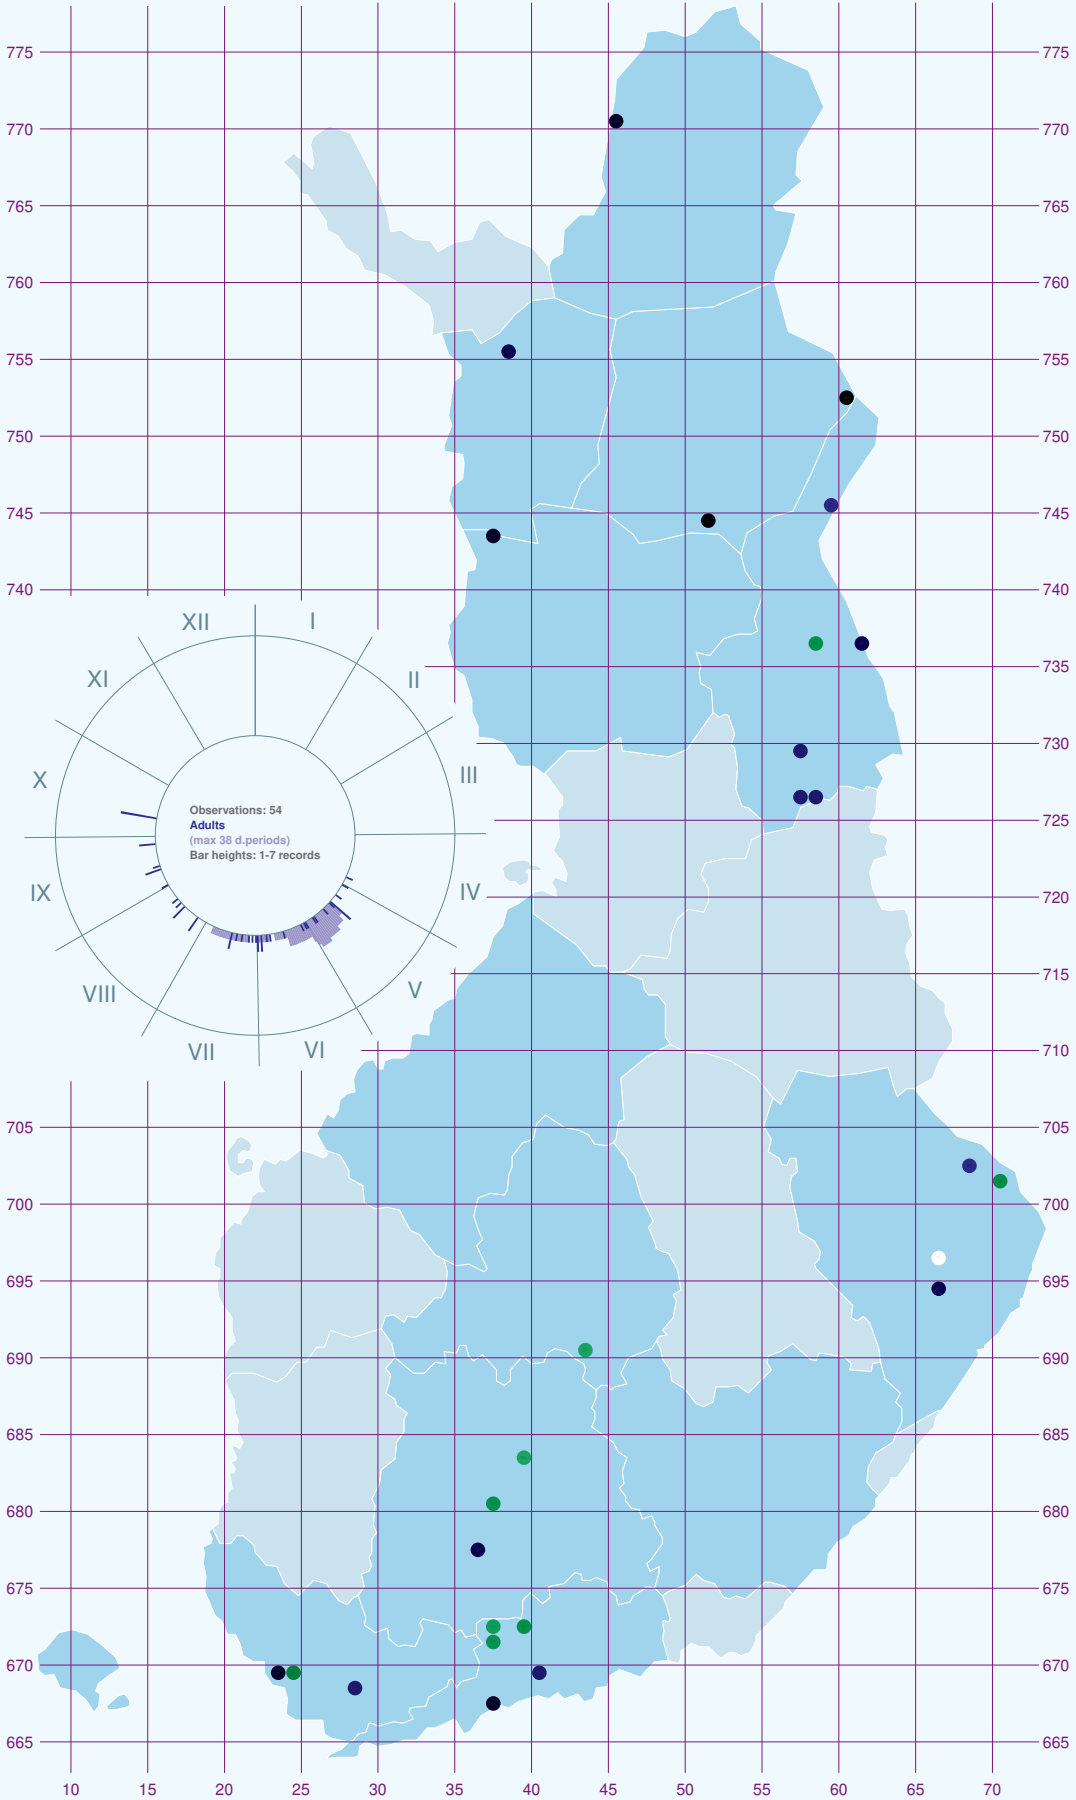 775 775
770 770
765 765
760 760
755 755
750 750
745 745
740 740
XII I
XI II
735
730
X III
Observations: 54
Adults
(max 38 d.periods)
Bar heights: 1-7 records
725
IX IV
720
VIII V
715
VII VI
710
705 705
700 700
695 695
690 690
685 685
680 680
675 675
670 670
665 665
10 15 20 25 30 35 40 45 50 55 60 65 70